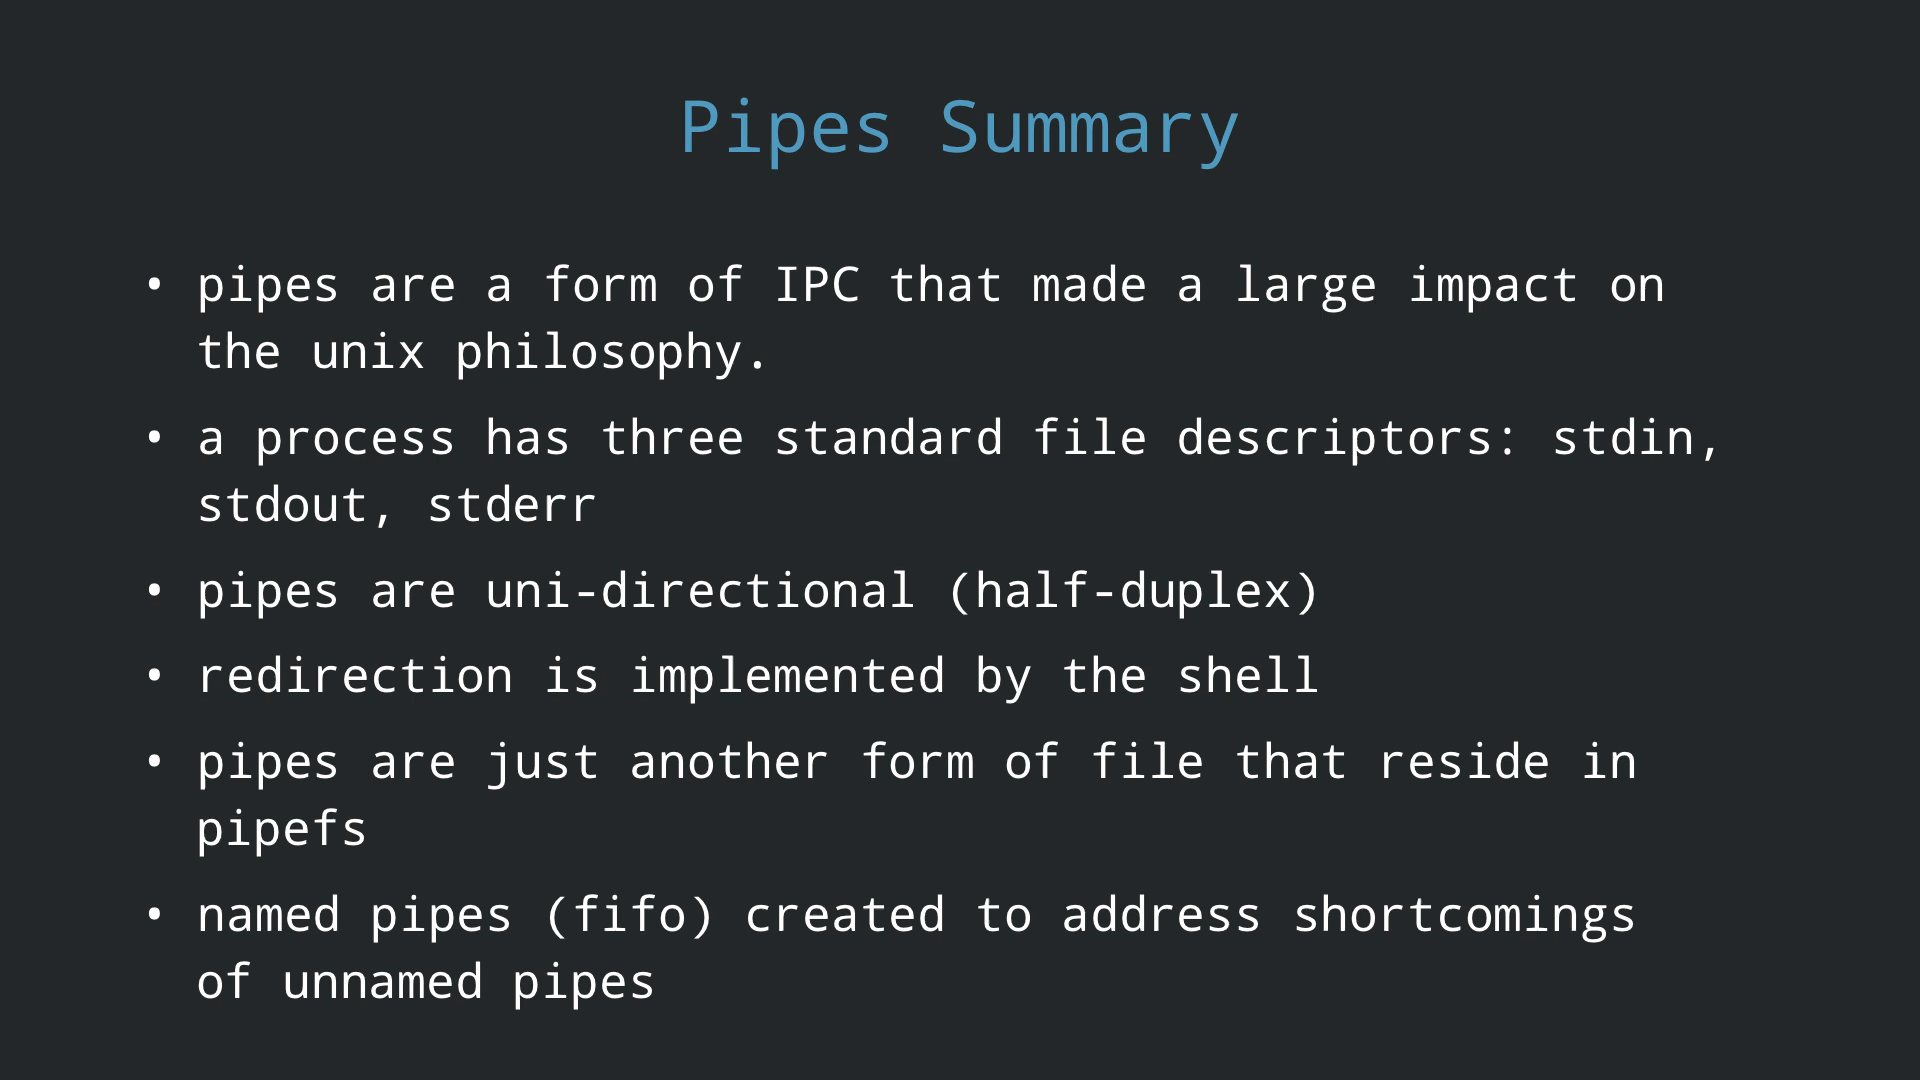 Pipes Summary
• pipes are a form of IPC that made a large impact on
the unix philosophy.
• a process has three standard file descriptors: stdin,
stdout, stderr
• pipes are uni-directional (half-duplex)
• redirection is implemented by the shell
• pipes are just another form of file that reside in
pipefs
• named pipes (fifo) created to address shortcomings
of unnamed pipes